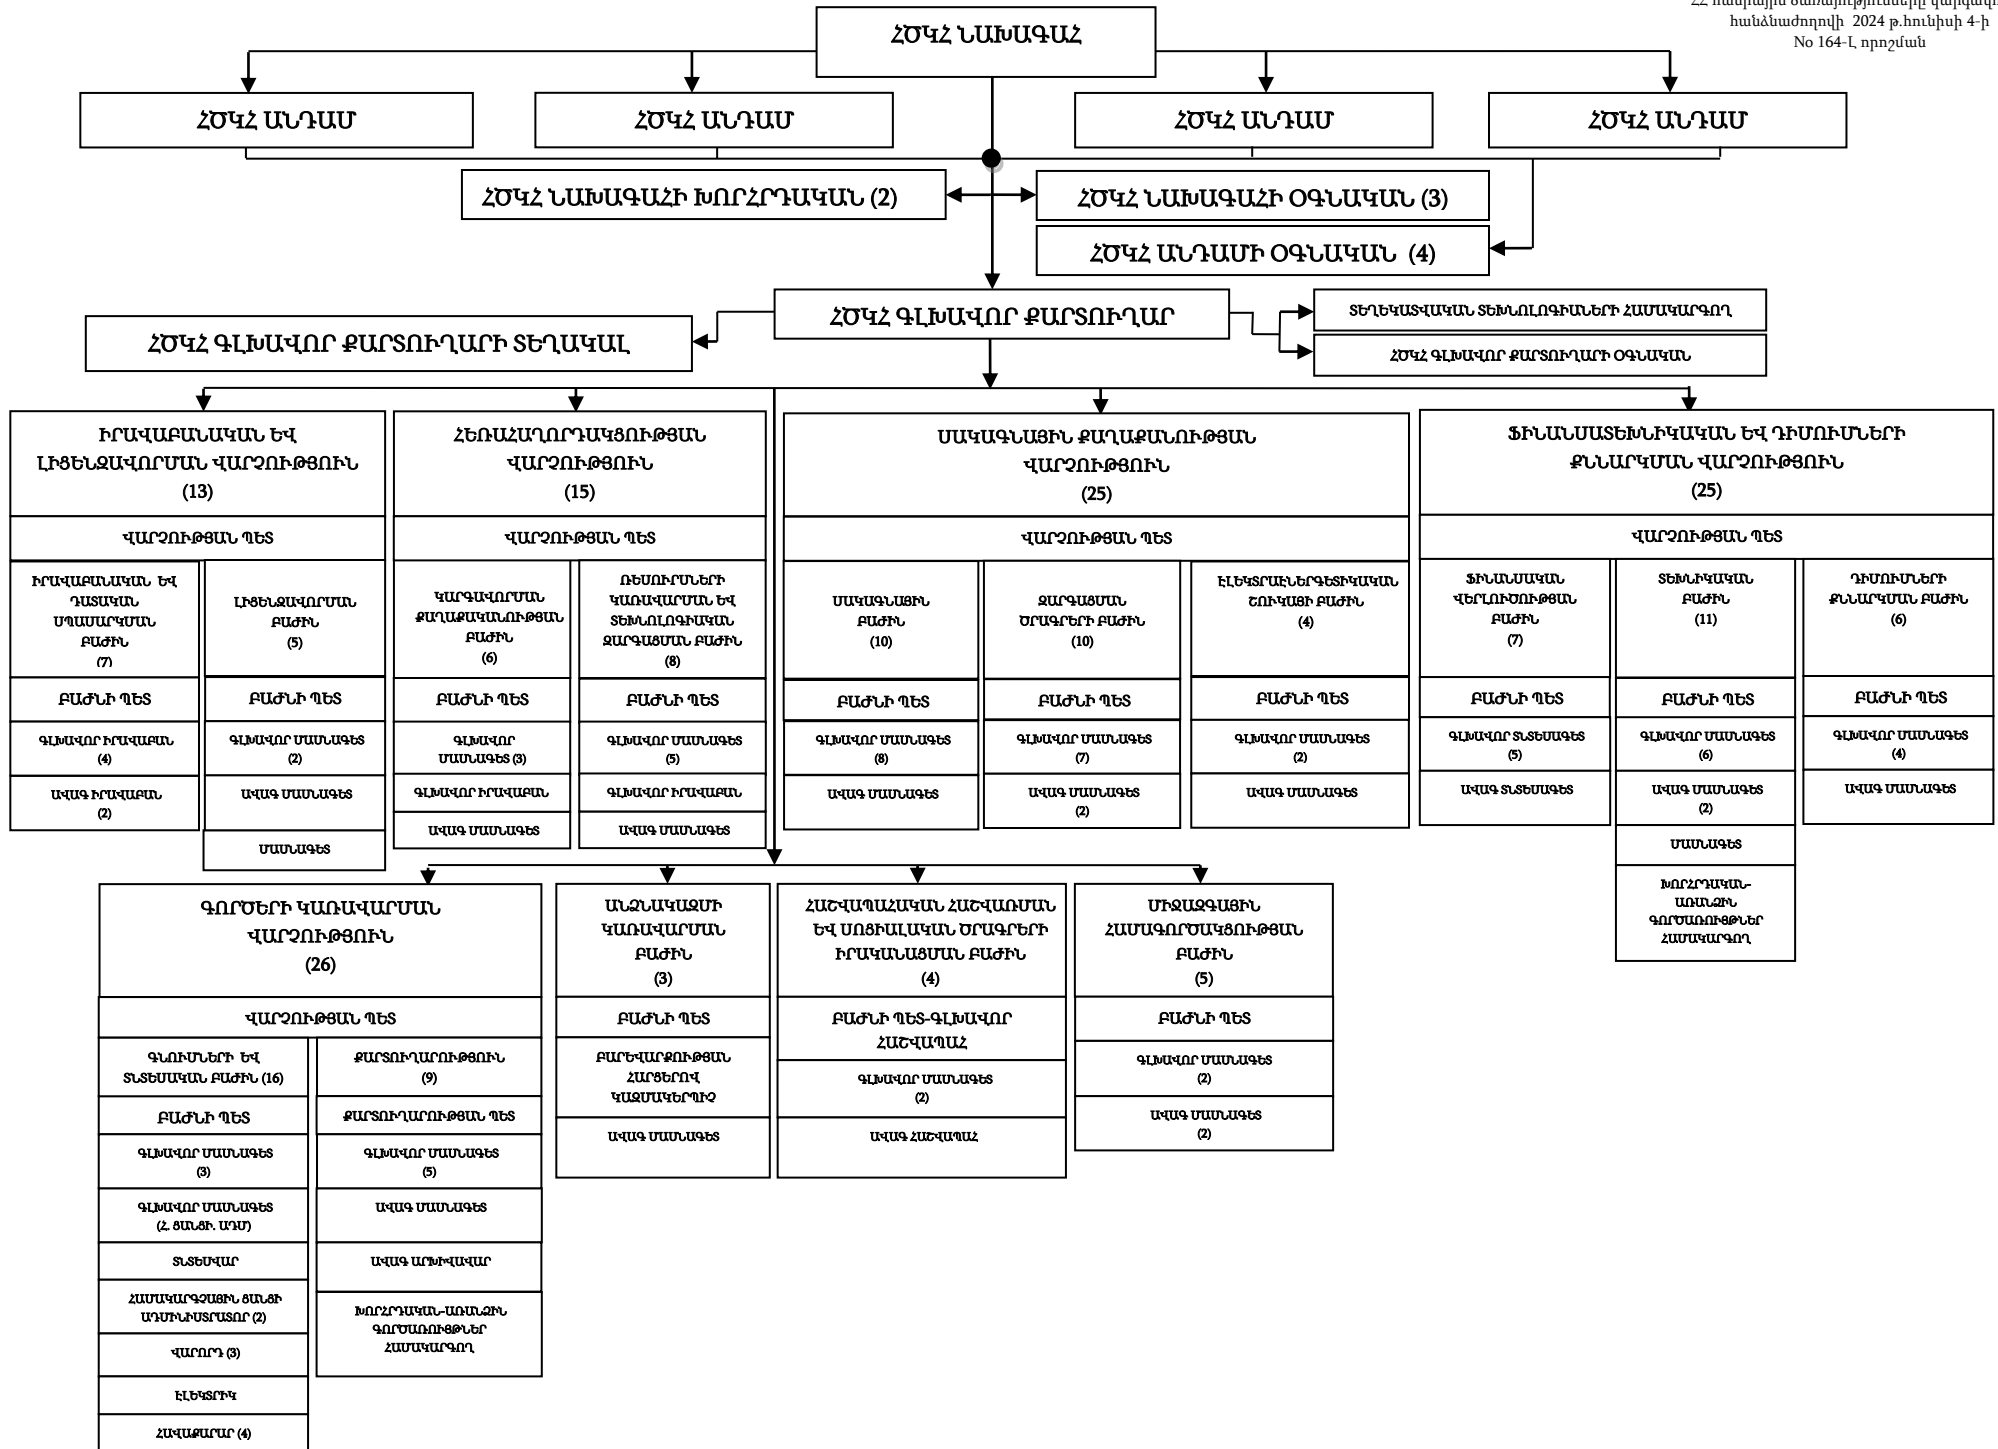 հանձնաժողովի 2024 թ.հունիսի 4-ի
No 164-Լ որոշման
ՀԾԿՀ ՆԱԽԱԳԱՀ
ՀԾԿՀ ԱՆԴԱՄ
ՀԾԿՀ ԱՆԴԱՄ
ՀԾԿՀ ԱՆԴԱՄ
ՀԾԿՀ ԱՆԴԱՄ
ՀԾԿՀ ՆԱԽԱԳԱՀԻ ԽՈՐՀՐԴԱԿԱՆ (2)
ՀԾԿՀ ՆԱԽԱԳԱՀԻ ՕԳՆԱԿԱՆ (3)
ՀԾԿՀ ԱՆԴԱՄԻ ՕԳՆԱԿԱՆ (4)
ՀԾԿՀ ԳԼԽԱՎՈՐ ՔԱՐՏՈՒՂԱՐ
ՀԾԿՀ ԳԼԽԱՎՈՐ ՔԱՐՏՈՒՂԱՐԻ ՏԵՂԱԿԱԼ
ՏԵՂԵԿԱՏՎԱԿԱՆ ՏԵԽՆՈԼՈԳԻԱՆԵՐԻ ՀԱՄԱԿԱՐԳՈՂ
ՀԾԿՀ ԳԼԽԱՎՈՐ ՔԱՐՏՈՒՂԱՐԻ ՕԳՆԱԿԱՆ
ԻՐԱՎԱԲԱՆԱԿԱՆ ԵՎ
ԼԻՑԵՆԶԱՎՈՐՄԱՆ ՎԱՐՉՈՒԹՅՈՒՆ
(13)
ՎԱՐՉՈՒԹՅԱՆ ՊԵՏ
ԻՐԱՎԱԲԱՆԱԿԱՆ ԵՎ
ԴԱՏԱԿԱՆ
ՍՊԱՍԱՐԿՄԱՆ
ԲԱԺԻՆ
(7)
ԲԱԺՆԻ ՊԵՏ
ԳԼԽԱՎՈՐ ԻՐԱՎԱԲԱՆ
(4)
ԱՎԱԳ ԻՐԱՎԱԲԱՆ
(2)
ԼԻՑԵՆԶԱՎՈՐՄԱՆ
ԲԱԺԻՆ
(5)
ԲԱԺՆԻ ՊԵՏ
ԳԼԽԱՎՈՐ ՄԱՍՆԱԳԵՏ
(2)
ԱՎԱԳ ՄԱՍՆԱԳԵՏ
ՄԱՍՆԱԳԵՏ
ՀԵՌԱՀԱՂՈՐԴԱԿՑՈՒԹՅԱՆ
ՎԱՐՉՈՒԹՅՈՒՆ
(15)
ՎԱՐՉՈՒԹՅԱՆ ՊԵՏ
ԿԱՐԳԱՎՈՐՄԱՆ
ՔԱՂԱՔԱԿԱՆՈՒԹՅԱՆ
ԲԱԺԻՆ
(6)
ԲԱԺՆԻ ՊԵՏ
ԳԼԽԱՎՈՐ
ՄԱՍՆԱԳԵՏ (3)
ԳԼԽԱՎՈՐ ԻՐԱՎԱԲԱՆ
ԱՎԱԳ ՄԱՍՆԱԳԵՏ
ՌԵՍՈՒՐՍՆԵՐԻ
ԿԱՌԱՎԱՐՄԱՆ ԵՎ
ՏԵԽՆՈԼՈԳԻԱԿԱՆ
ԶԱՐԳԱՑՄԱՆ ԲԱԺԻՆ
(8)
ԲԱԺՆԻ ՊԵՏ
ԳԼԽԱՎՈՐ ՄԱՍՆԱԳԵՏ
(5)
ԳԼԽԱՎՈՐ ԻՐԱՎԱԲԱՆ
ԱՎԱԳ ՄԱՍՆԱԳԵՏ
ՍԱԿԱԳՆԱՅԻՆ ՔԱՂԱՔԱՆՈՒԹՅԱՆ
ՎԱՐՉՈՒԹՅՈՒՆ
(25)
ՎԱՐՉՈՒԹՅԱՆ ՊԵՏ
ՍԱԿԱԳՆԱՅԻՆ
ԲԱԺԻՆ
(10)
ԲԱԺՆԻ ՊԵՏ
ԳԼԽԱՎՈՐ ՄԱՍՆԱԳԵՏ
(8)
ԱՎԱԳ ՄԱՍՆԱԳԵՏ
ԶԱՐԳԱՑՄԱՆ
ԾՐԱԳՐԵՐԻ ԲԱԺԻՆ
(10)
ԲԱԺՆԻ ՊԵՏ
ԳԼԽԱՎՈՐ ՄԱՍՆԱԳԵՏ
(7)
ԱՎԱԳ ՄԱՍՆԱԳԵՏ
(2)
ԷԼԵԿՏՐԱԷՆԵՐԳԵՏԻԿԱԿԱՆ
ՇՈՒԿԱՅԻ ԲԱԺԻՆ
(4)
ԲԱԺՆԻ ՊԵՏ
ԳԼԽԱՎՈՐ ՄԱՍՆԱԳԵՏ
(2)
ԱՎԱԳ ՄԱՍՆԱԳԵՏ
ՖԻՆԱՆՍԱՏԵԽՆԻԿԱԿԱՆ ԵՎ ԴԻՄՈՒՄՆԵՐԻ
ՔՆՆԱՐԿՄԱՆ ՎԱՐՉՈՒԹՅՈՒՆ
(25)
ՎԱՐՉՈՒԹՅԱՆ ՊԵՏ
ՖԻՆԱՆՍԱԿԱՆ
ՎԵՐԼՈՒԾՈՒԹՅԱՆ
ԲԱԺԻՆ
(7)
ԲԱԺՆԻ ՊԵՏ
ԳԼԽԱՎՈՐ ՏՆՏԵՍԱԳԵՏ
(5)
ԱՎԱԳ ՏՆՏԵՍԱԳԵՏ
ՏԵԽՆԻԿԱԿԱՆ
ԲԱԺԻՆ
(11)
ԲԱԺՆԻ ՊԵՏ
ԳԼԽԱՎՈՐ ՄԱՍՆԱԳԵՏ
(6)
ԱՎԱԳ ՄԱՍՆԱԳԵՏ
(2)
ՄԱՍՆԱԳԵՏ
ԽՈՐՀՐԴԱԿԱՆ-
ԱՌԱՆՁԻՆ
ԳՈՐԾԱՌՈՒՅԹՆԵՐ
ՀԱՄԱԿԱՐԳՈՂ
ԴԻՄՈՒՄՆԵՐԻ
ՔՆՆԱՐԿՄԱՆ ԲԱԺԻՆ
(6)
ԲԱԺՆԻ ՊԵՏ
ԳԼԽԱՎՈՐ ՄԱՍՆԱԳԵՏ
(4)
ԱՎԱԳ ՄԱՍՆԱԳԵՏ
ԳՈՐԾԵՐԻ ԿԱՌԱՎԱՐՄԱՆ
ՎԱՐՉՈՒԹՅՈՒՆ
(26)
ՎԱՐՉՈՒԹՅԱՆ ՊԵՏ
ԳՆՈՒՄՆԵՐԻ ԵՎ
ՏՆՏԵՍԱԿԱՆ ԲԱԺԻՆ (16)
ԲԱԺՆԻ ՊԵՏ
ԳԼԽԱՎՈՐ ՄԱՍՆԱԳԵՏ
(3)
ԳԼԽԱՎՈՐ ՄԱՍՆԱԳԵՏ
(Հ. ՑԱՆՑԻ. ԱԴՄ)
ՏՆՏԵՍՎԱՐ
ՀԱՄԱԿԱՐԳՉԱՅԻՆ ՑԱՆՑԻ
ԱԴՄԻՆԻՍՏՐԱՏՈՐ (2)
ՎԱՐՈՐԴ (3)
ԷԼԵԿՏՐԻԿ
ՀԱՎԱՔԱՐԱՐ (4)
ՔԱՐՏՈՒՂԱՐՈՒԹՅՈՒՆ
(9)
ՔԱՐՏՈՒՂԱՐՈՒԹՅԱՆ ՊԵՏ
ԳԼԽԱՎՈՐ ՄԱՍՆԱԳԵՏ
(5)
ԱՎԱԳ ՄԱՍՆԱԳԵՏ
ԱՎԱԳ ԱՐԽԻՎԱՎԱՐ
ԽՈՐՀՐԴԱԿԱՆ-ԱՌԱՆՁԻՆ
ԳՈՐԾԱՌՈՒՅԹՆԵՐ
ՀԱՄԱԿԱՐԳՈՂ
ԱՆՁՆԱԿԱԶՄԻ
ԿԱՌԱՎԱՐՄԱՆ
ԲԱԺԻՆ
(3)
ԲԱԺՆԻ ՊԵՏ
ԲԱՐԵՎԱՐՔՈՒԹՅԱՆ
ՀԱՐՑԵՐՈՎ
ԿԱԶՄԱԿԵՐՊԻՉ
ԱՎԱԳ ՄԱՍՆԱԳԵՏ
ՀԱՇՎԱՊԱՀԱԿԱՆ ՀԱՇՎԱՌՄԱՆ
ԵՎ ՍՈՑԻԱԼԱԿԱՆ ԾՐԱԳՐԵՐԻ
ԻՐԱԿԱՆԱՑՄԱՆ ԲԱԺԻՆ
(4)
ԲԱԺՆԻ ՊԵՏ-ԳԼԽԱՎՈՐ
ՀԱՇՎԱՊԱՀ
ԳԼԽԱՎՈՐ ՄԱՍՆԱԳԵՏ
(2)
ԱՎԱԳ ՀԱՇՎԱՊԱՀ
ՄԻՋԱԶԳԱՅԻՆ
ՀԱՄԱԳՈՐԾԱԿՑՈՒԹՅԱՆ
ԲԱԺԻՆ
(5)
ԲԱԺՆԻ ՊԵՏ
ԳԼԽԱՎՈՐ ՄԱՍՆԱԳԵՏ
(2)
ԱՎԱԳ ՄԱՍՆԱԳԵՏ
(2)